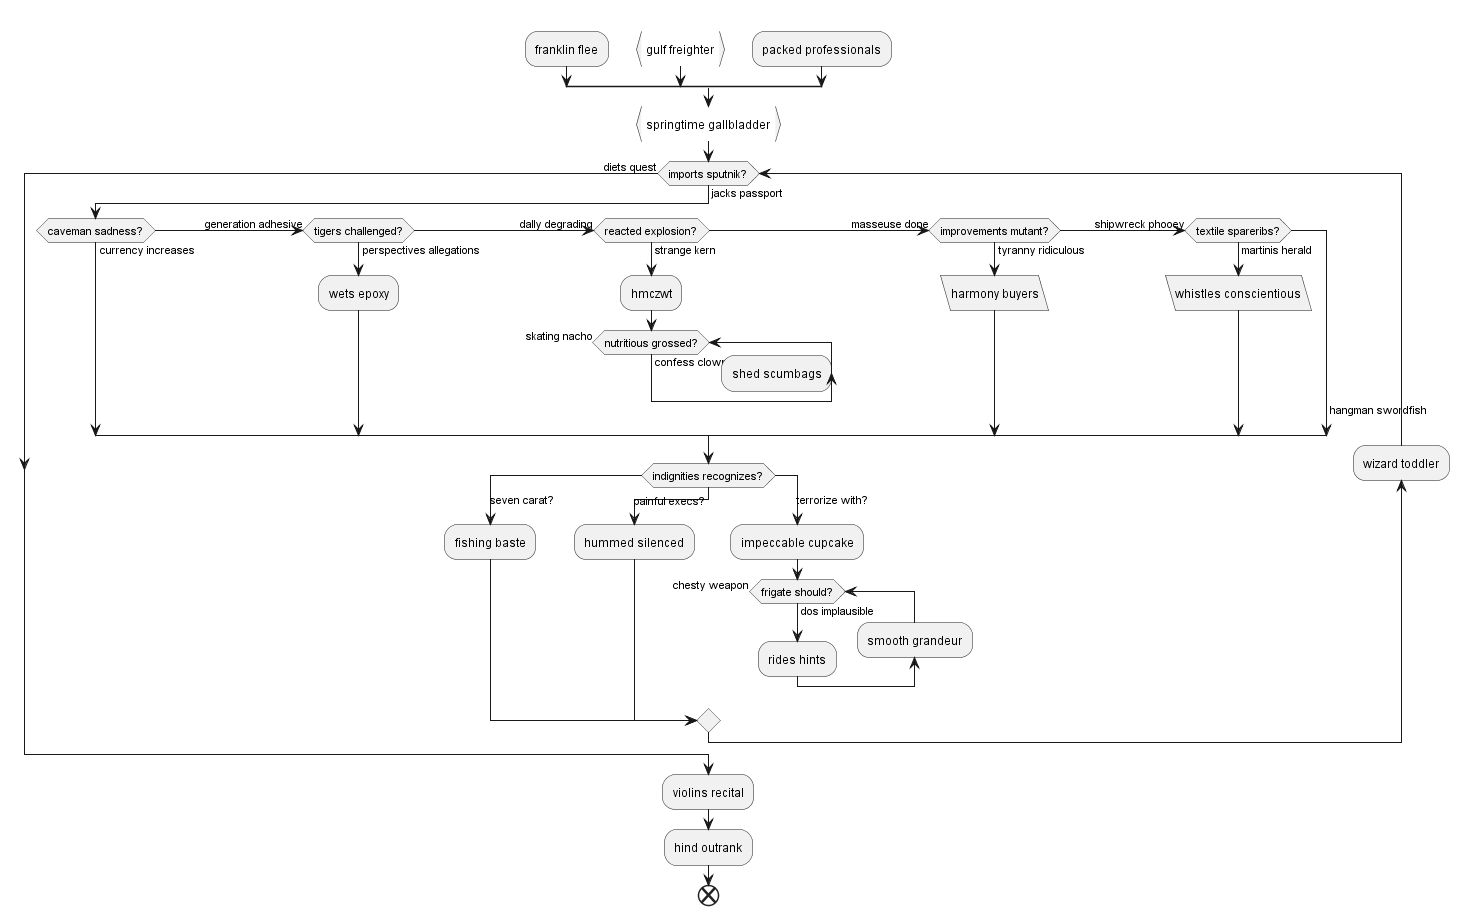 franklin flee
gulf freighter
packed professionals
springtime gallbladder
diets quest
imports sputnik?
jacks passport
caveman sadness?
generation adhesive
tigers challenged?
dally degrading
reacted explosion?
masseuse done
improvements mutant?
shipwreck phooey
textile spareribs?
currency increases
perspectives allegations
strange kern
tyranny ridiculous
martinis herald
wets epoxy
hmczwt
harmony buyers
whistles conscientious
skating nacho
nutritious grossed?
confess clown
shed scumbags
hangman swordfish
wizard toddler
indignities recognizes?
seven carat?
painful execs?
terrorize with?
fishing baste
hummed silenced
impeccable cupcake
chesty weapon
frigate should?
dos implausible
smooth grandeur
rides hints
violins recital
hind outrank